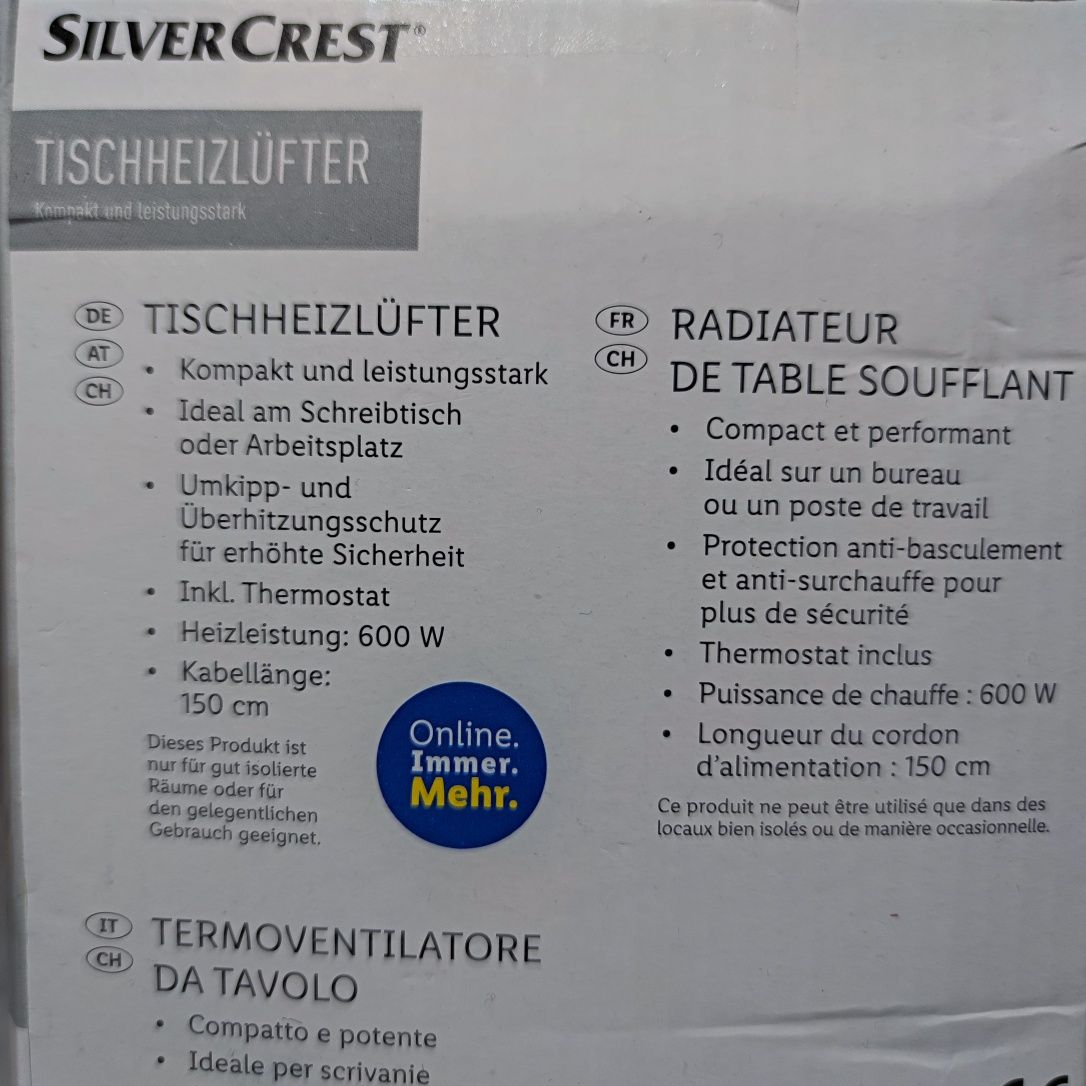 SILVERCREST®
TISCHHEIZLÜFTER
Kompakt und leistungsstark
DE
AT
CH
TISCHHEIZLÜFTER
• Kompakt und leistungsstark
• Ideal am Schreibtisch
oder Arbeitsplatz
• Umkipp- und
Überhitzungsschutz
für erhöhte Sicherheit
• Inkl. Thermostat
• Heizleistung: 600 W
• Kabellänge:
150 cm
Dieses Produkt ist
nur für gut isolierte
Räume oder für
den gelegentlichen
Gebrauch geeignet.
Online.
Immer.
Mehr.
FR
CH
RADIATEUR
DE TABLE SOUFFLANT
• Compact et performant
• Idéal sur un bureau
ou un poste de travail
• Protection anti-basculement
et anti-surchauffe pour
plus de sécurité
• Thermostat inclus
• Puissance de chauffe : 600 W
• Longueur du cordon
d'alimentation : 150 cm
Ce produit ne peut être utilisé que dans des
locaux bien isolés ou de manière occasionnelle.
IT
CH
TERMOVENTILATORE
DA TAVOLO
• Compatto e potente
• Ideale per scrivanie